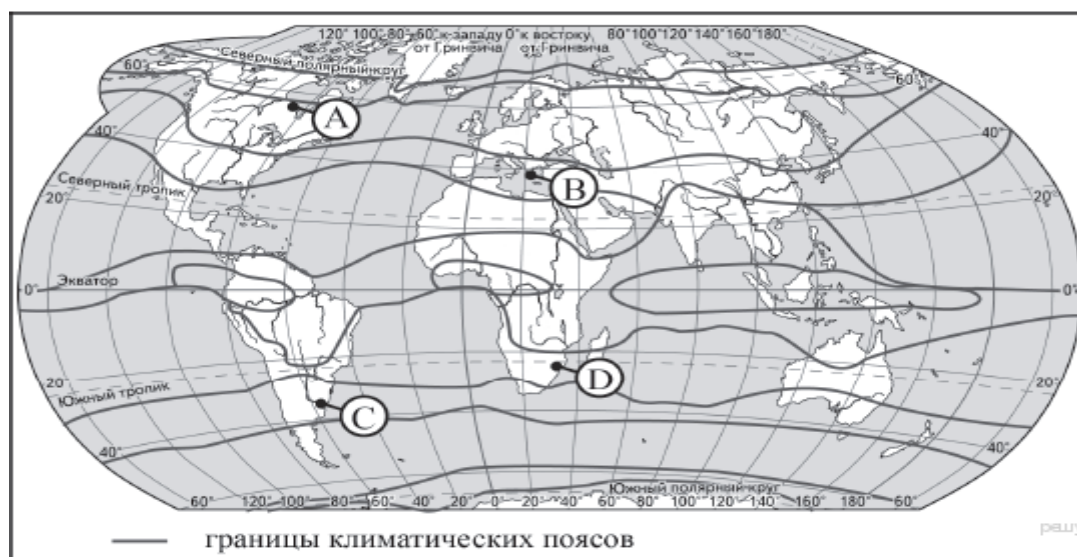 120° 100° 80° 60° к западу 0° к востоку 80° 100° 120° 140° 160° 180°
от Гринвича от Гринвича
Северный полярный круг
60° 60°
A
40° 40°
B
Северный тропик
20° 20°
Экватор
0° 0°
D
20° 20°
Южный тропик
C
40° 40°
Южный полярный круг
60° 120° 100° 80° 60° 40° 20° 0° 20° 40° 60° 80° 100° 120° 140° 160° 180° 60°
границы климатических поясов
решу